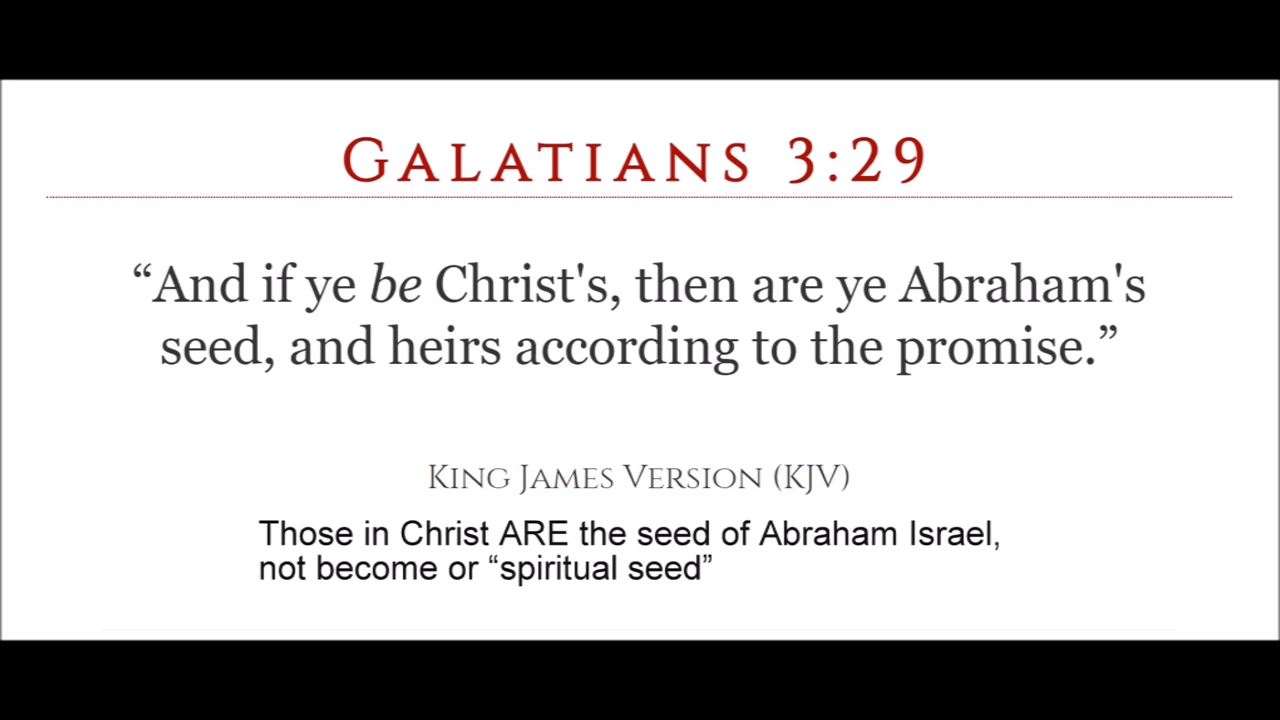 GALATIANS 3:29
“And if ye be Christ's, then are ye Abraham's
seed, and heirs according to the promise.”
KING JAMES VERSION (KJV)
Those in Christ ARE the seed of Abraham Israel,
not become or “spiritual seed”